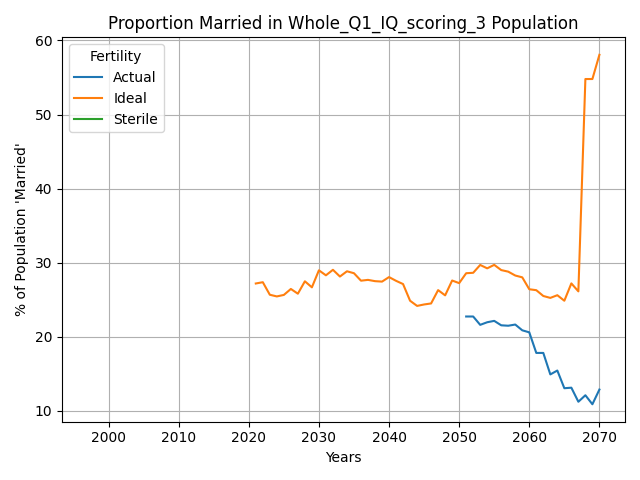 Proportion Married in Whole_Q1_IQ_scoring_3 Population
% of Population 'Married'
60
50
40
30
20
10
Fertility
Actual
Ideal
Sterile
2000 2010 2020 2030 2040 2050 2060 2070
Years